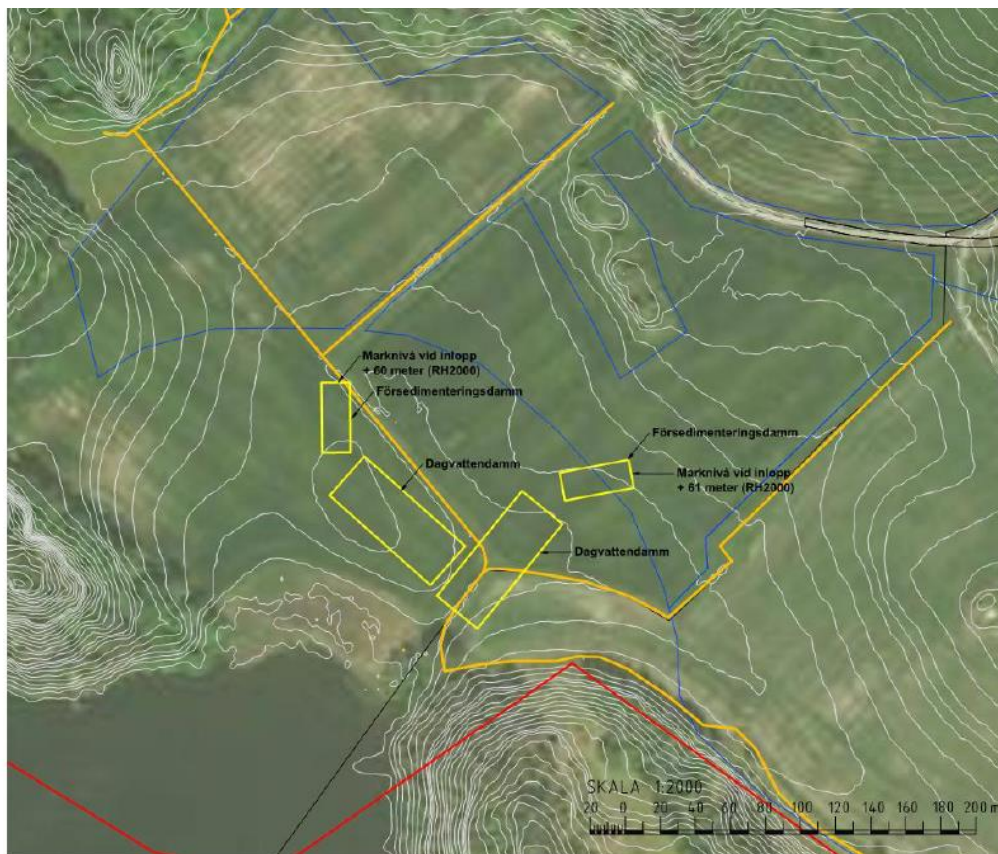 Marknivå vid inlopp
+ 60 meter (RH2000)
Försedimenteringsdamm
Dagvattendamm
Försedimenteringsdamm
Marknivå vid inlopp
+ 61 meter (RH2000)
Dagvattendamm
SKALA 1:2000
20 0 20 40 60 80 100 120 140 160 180 200 m